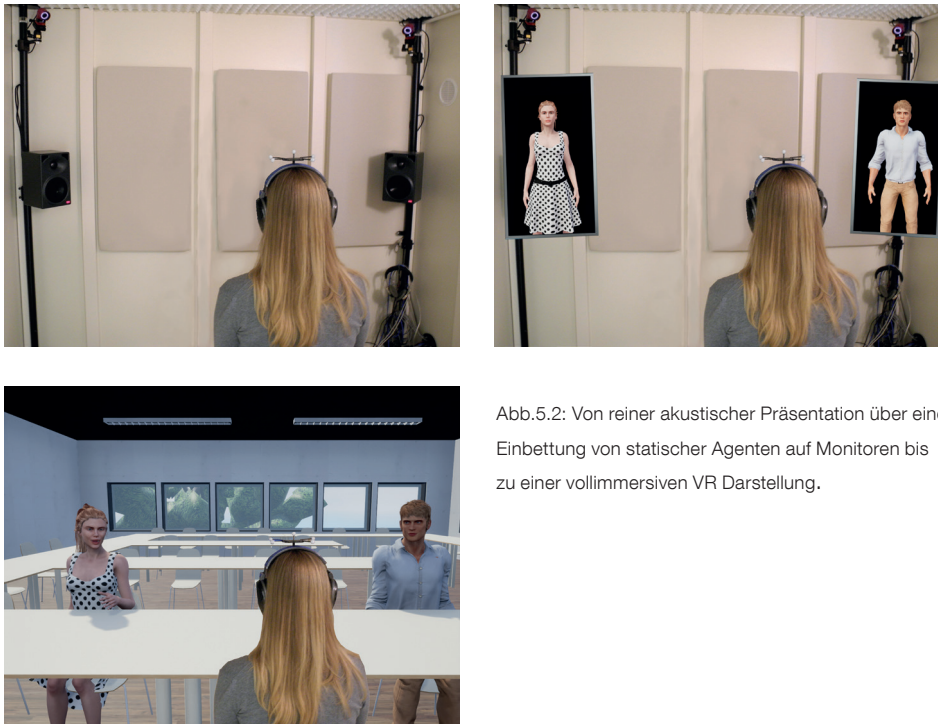 Abb.5.2: Von reiner akustischer Präsentation über ein
Einbettung von statischer Agenten auf Monitoren bis
zu einer vollimmersiven VR Darstellung.